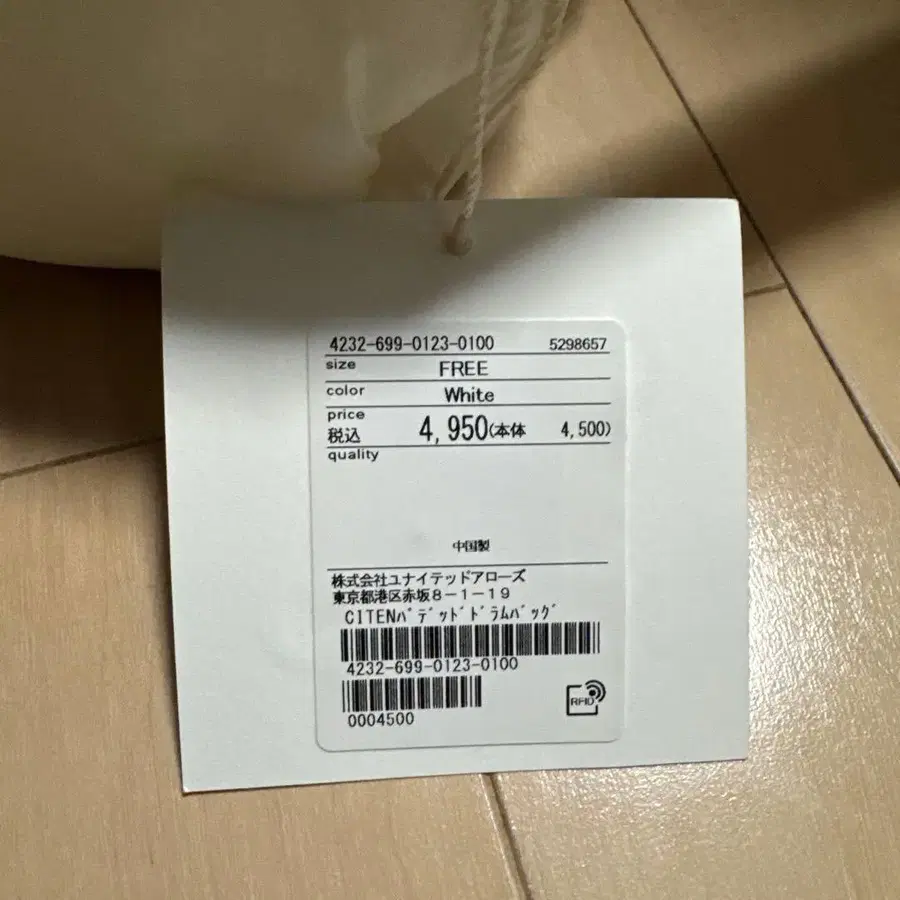 4232-699-0123-0100 5298657
size FREE
color White
price
税込 4,950(本体 4,500)
quality
中国製
株式会社ユナイテッドアローズ
東京都港区赤坂8-1-19
CITENパデッドドラムバッグ
4232-699-0123-0100
0004500
RFID